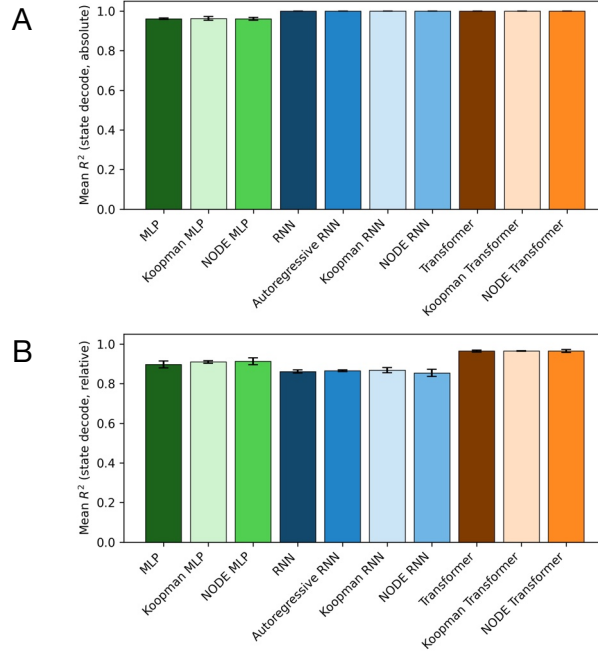 A
Mean R² (state decode, absolute)
1.0
0.8
0.6
0.4
0.2
0.0
MLP
Koopman MLP
NODE MLP
RNN
Autoregressive RNN
Koopman RNN
NODE RNN
Transformer
Koopman Transformer
NODE Transformer
B
Mean R² (state decode, relative)
1.0
0.8
0.6
0.4
0.2
0.0
MLP
Koopman MLP
NODE MLP
RNN
Autoregressive RNN
Koopman RNN
NODE RNN
Transformer
Koopman Transformer
NODE Transformer